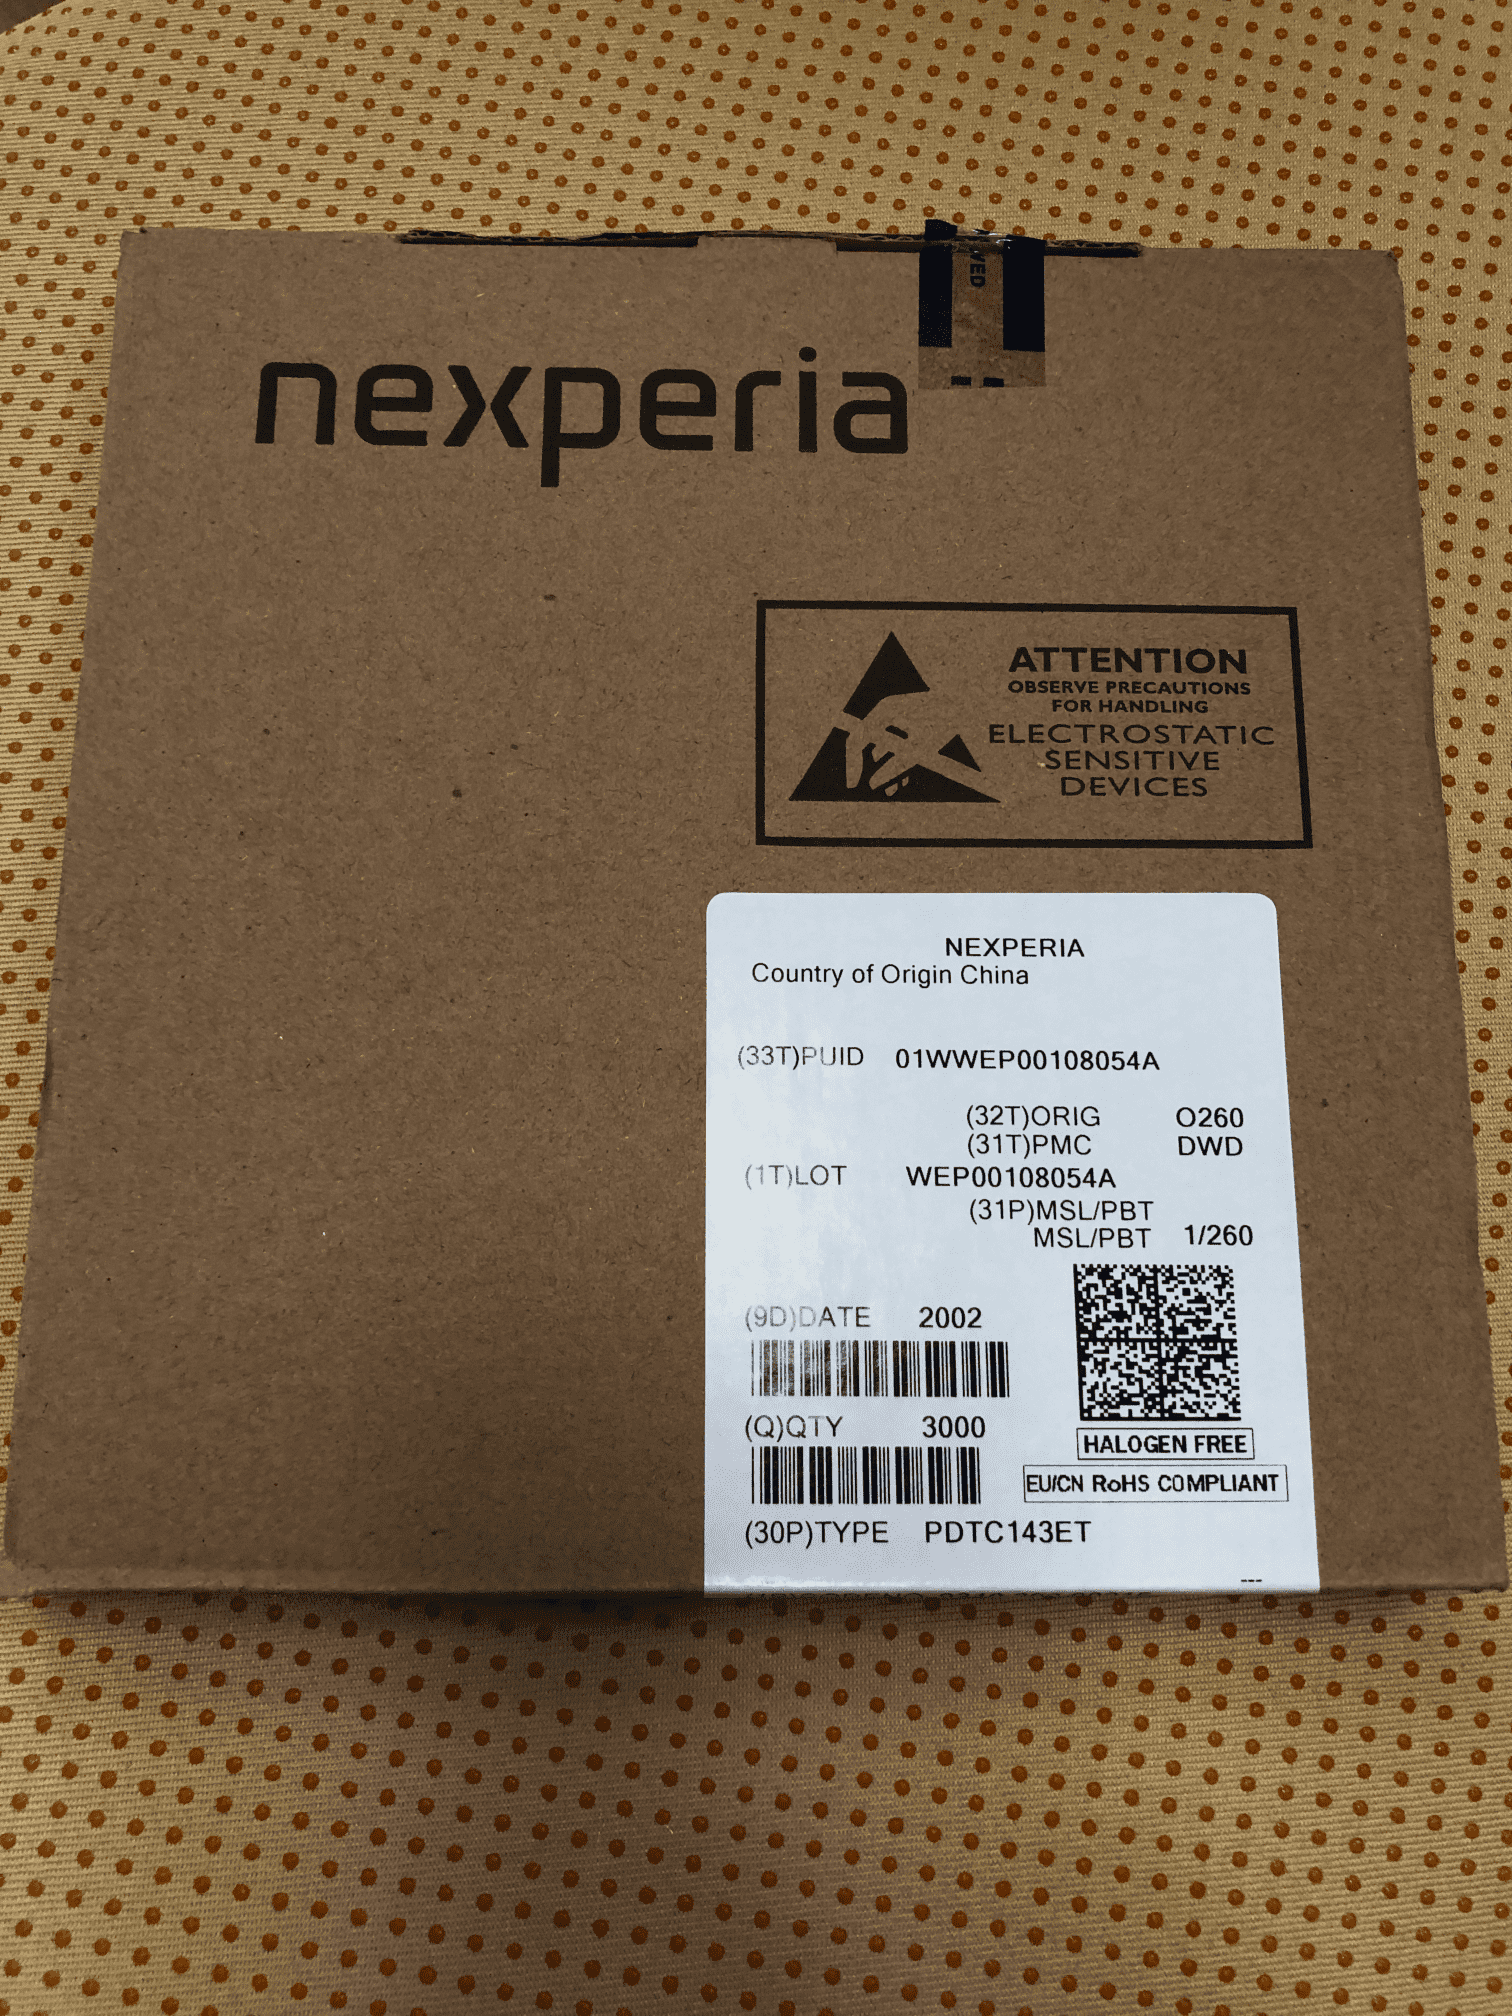 VED
nexperia
ATTENTION
OBSERVE PRECAUTIONS
FOR HANDLING
ELECTROSTATIC
SENSITIVE
DEVICES
NEXPERIA
Country of Origin China
(33T)PUID 01WWEP00108054A
(32T)ORIG O260
(31T)PMC DWD
(1T)LOT WEP00108054A
(31P)MSL/PBT
MSL/PBT 1/260
(9D)DATE 2002
(Q)QTY 3000
HALOGEN FREE
EU/CN RoHS COMPLIANT
(30P)TYPE PDTC143ET
---